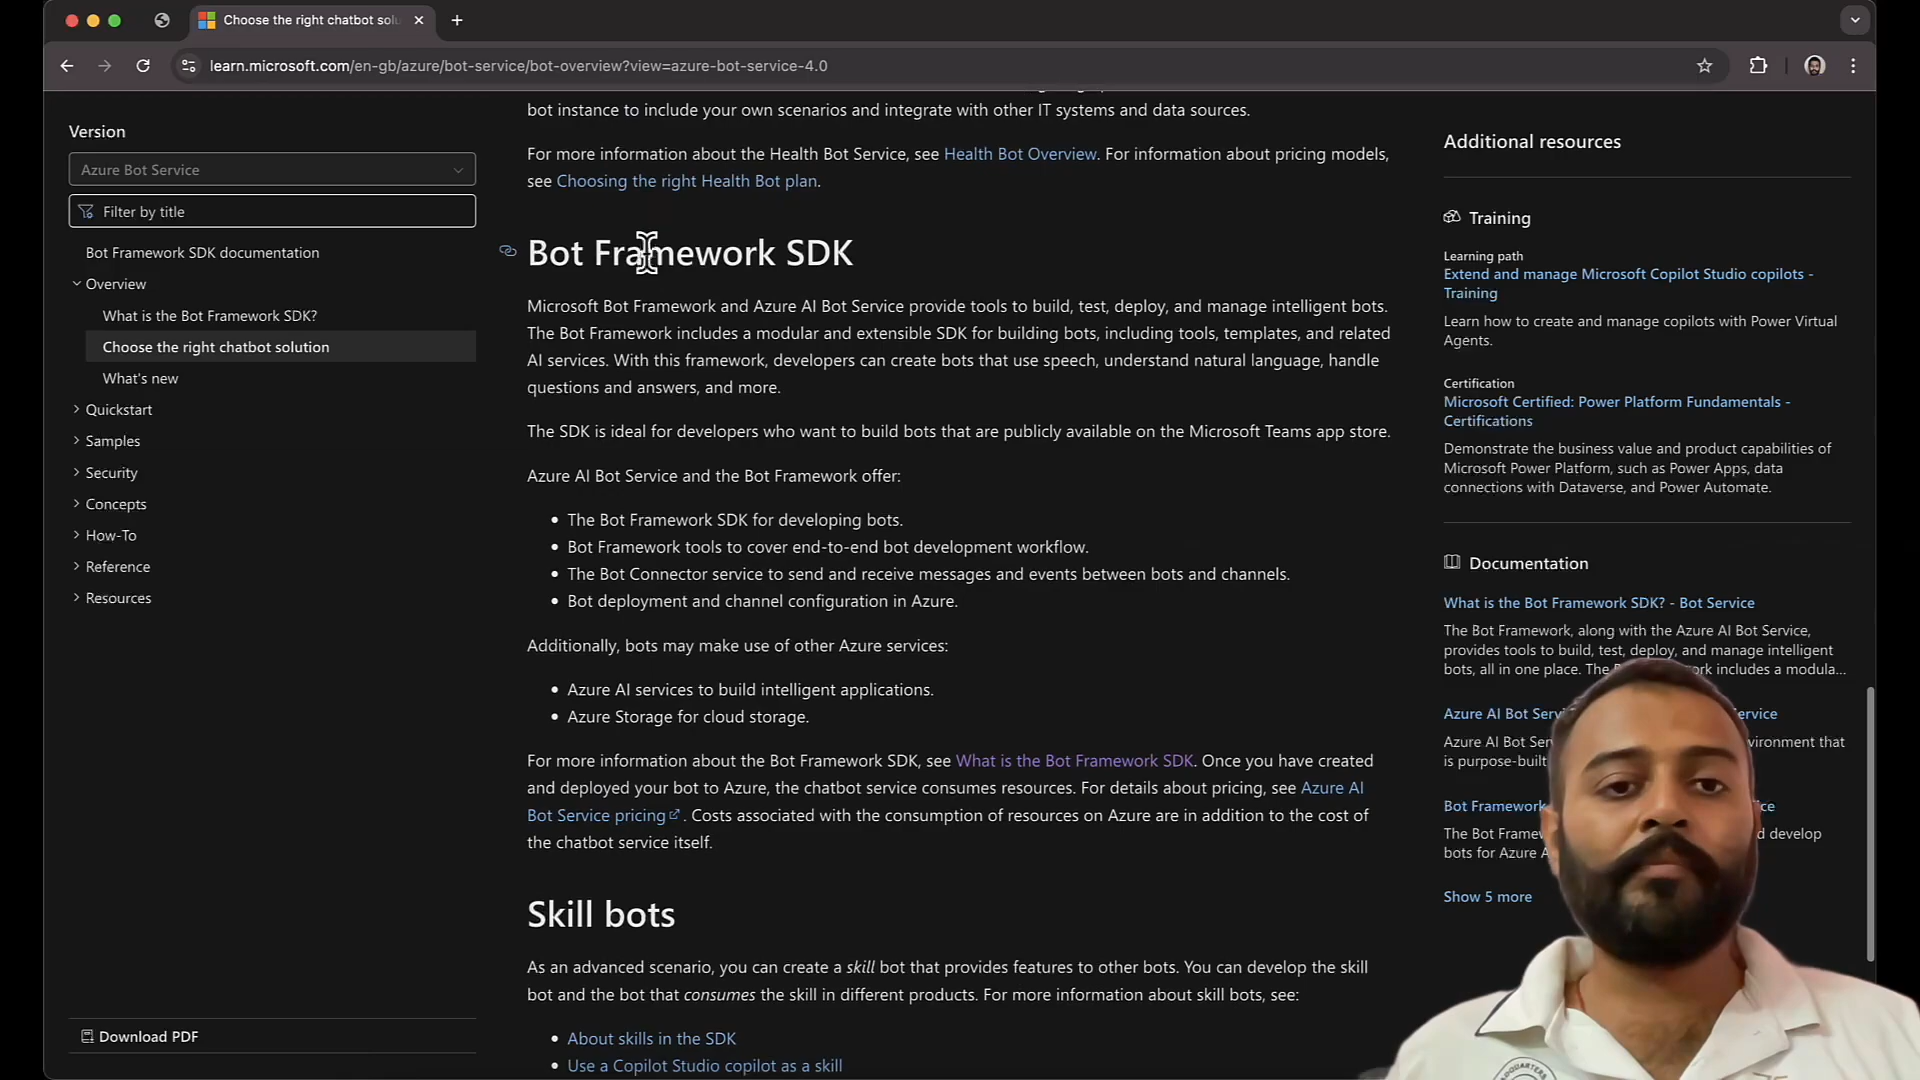 Choose the right chatbot solu
learn.microsoft.com/en-gb/azure/bot-service/bot-overview?view=azure-bot-service-4.0
Version
Azure Bot Service
Filter by title
Bot Framework SDK documentation
Overview
What is the Bot Framework SDK?
Choose the right chatbot solution
What's new
Quickstart
Samples
Security
Concepts
How-To
Reference
Resources
Download PDF
bot instance to include your own scenarios and integrate with other IT systems and data sources.
For more information about the Health Bot Service, see Health Bot Overview. For information about pricing models,
see Choosing the right Health Bot plan.
Bot Framework SDK
Microsoft Bot Framework and Azure AI Bot Service provide tools to build, test, deploy, and manage intelligent bots.
The Bot Framework includes a modular and extensible SDK for building bots, including tools, templates, and related
AI services. With this framework, developers can create bots that use speech, understand natural language, handle
questions and answers, and more.
The SDK is ideal for developers who want to build bots that are publicly available on the Microsoft Teams app store.
Azure AI Bot Service and the Bot Framework offer:
• The Bot Framework SDK for developing bots.
• Bot Framework tools to cover end-to-end bot development workflow.
• The Bot Connector service to send and receive messages and events between bots and channels.
• Bot deployment and channel configuration in Azure.
Additionally, bots may make use of other Azure services:
• Azure AI services to build intelligent applications.
• Azure Storage for cloud storage.
For more information about the Bot Framework SDK, see What is the Bot Framework SDK. Once you have created
and deployed your bot to Azure, the chatbot service consumes resources. For details about pricing, see Azure AI
Bot Service pricing. Costs associated with the consumption of resources on Azure are in addition to the cost of
the chatbot service itself.
Skill bots
As an advanced scenario, you can create a skill bot that provides features to other bots. You can develop the skill
bot and the bot that consumes the skill in different products. For more information about skill bots, see:
• About skills in the SDK
• Use a Copilot Studio copilot as a skill
Additional resources
Training
Learning path
Extend and manage Microsoft Copilot Studio copilots -
Training
Learn how to create and manage copilots with Power Virtual
Agents.
Certification
Microsoft Certified: Power Platform Fundamentals -
Certifications
Demonstrate the business value and product capabilities of
Microsoft Power Platform, such as Power Apps, data
connections with Dataverse, and Power Automate.
Documentation
What is the Bot Framework SDK? - Bot Service
The Bot Framework, along with the Azure AI Bot Service,
provides tools to build, test, deploy, and manage intelligent
bots, all in one place. The B work includes a modula...
Azure AI Bot Servi ervice
Azure AI Bot Se vironment that
is purpose-built
Bot Framework ce
The Bot Frame d develop
bots for Azure A
Show 5 more